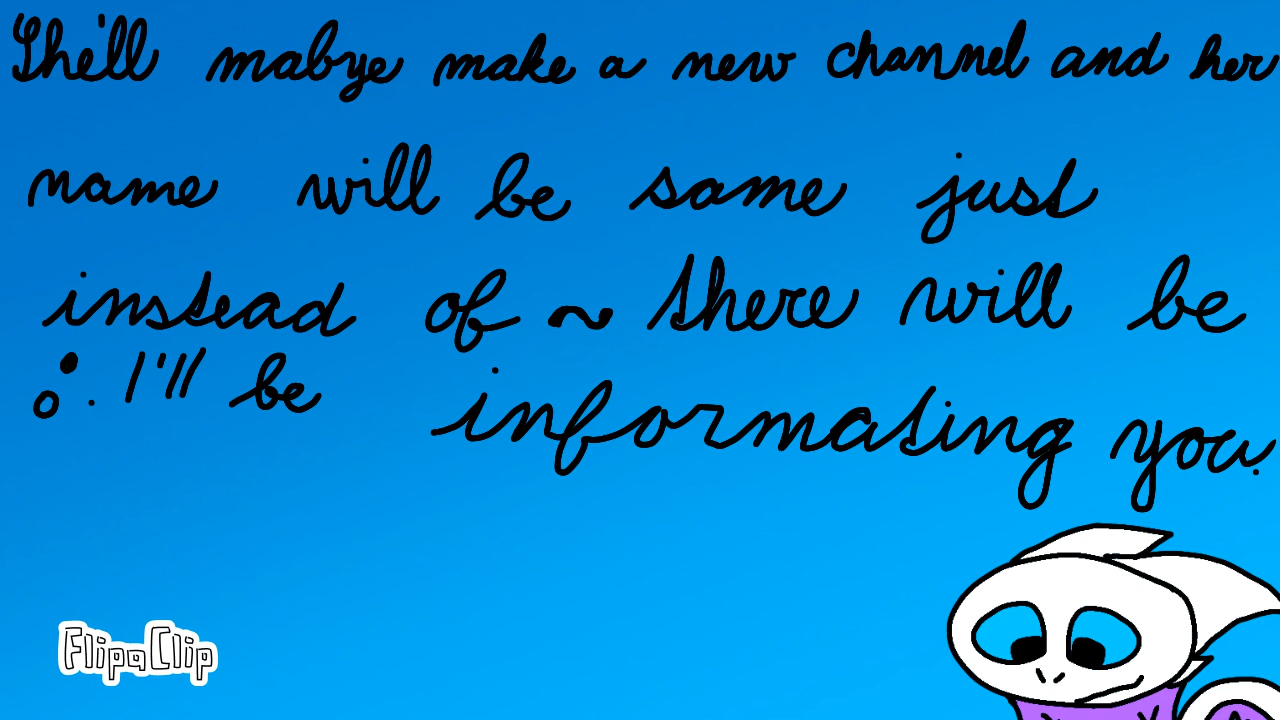 She'll mabye make a new channel and her
name will be same just
instead of ~ there will be
°•. I'll be informating you.
FlipaClip